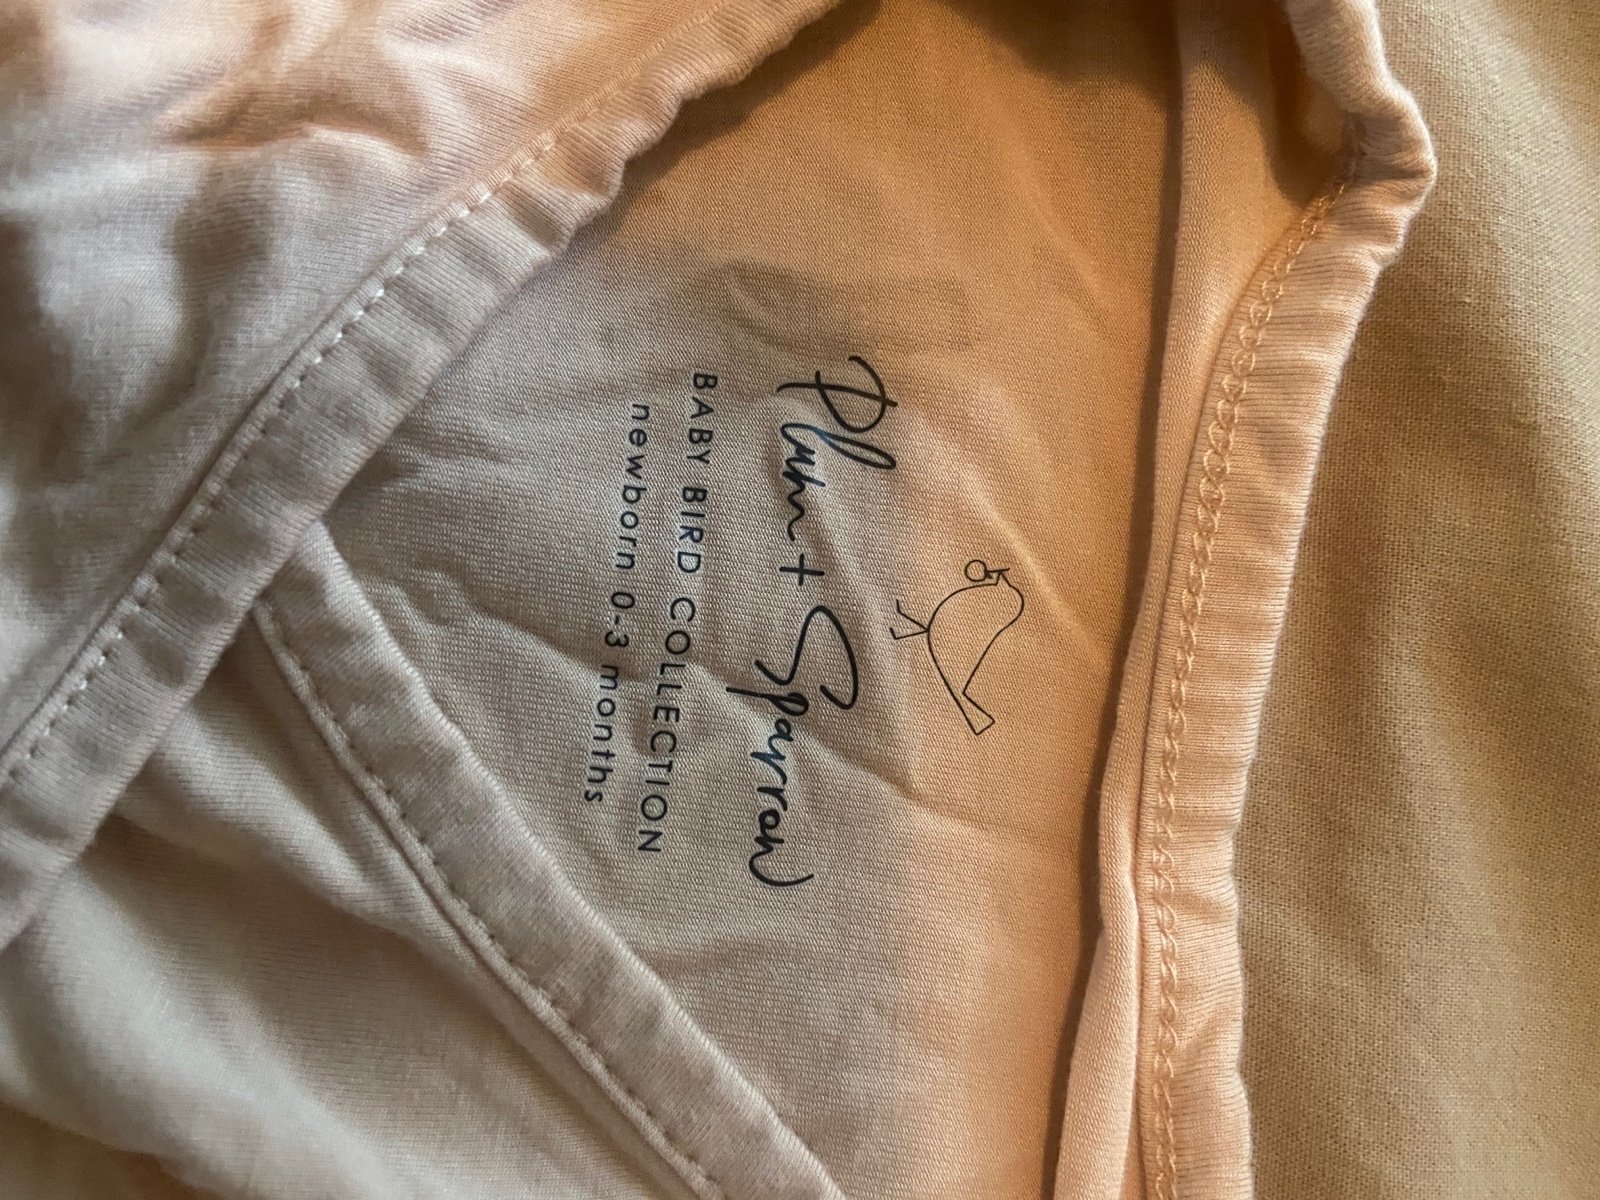 Plum + Sparrow
BABY BIRD COLLECTION
newborn 0-3 months